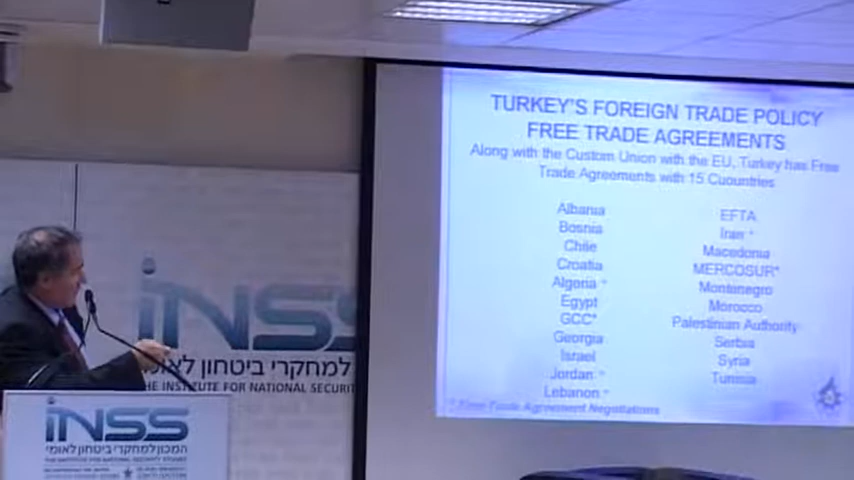 TURKEY'S FOREIGN TRADE POLICY
FREE TRADE AGREEMENTS
Along with the Custom Union with the EU, Turkey has Free
Trade Agreements with 15 Cuountries
Albania
Bosnia
Chile
Croatia
Algeria *
Egypt
GCC*
Georgia
Israel
Jordan *
Lebanon *
EFTA
Iran *
Macedonia
MERCOSUR*
Montenegro
Morocco
Palestinian Authority
Serbia
Syria
Tunisia
* Free Trade Agreement Negotiations
INSS
המכון למחקרי ביטחון לאומי
THE INSTITUTE FOR NATIONAL SECURIT
INSS
המכון למחקרי ביטחון לאומי
THE INSTITUTE FOR NATIONAL SECURITY STUDIES